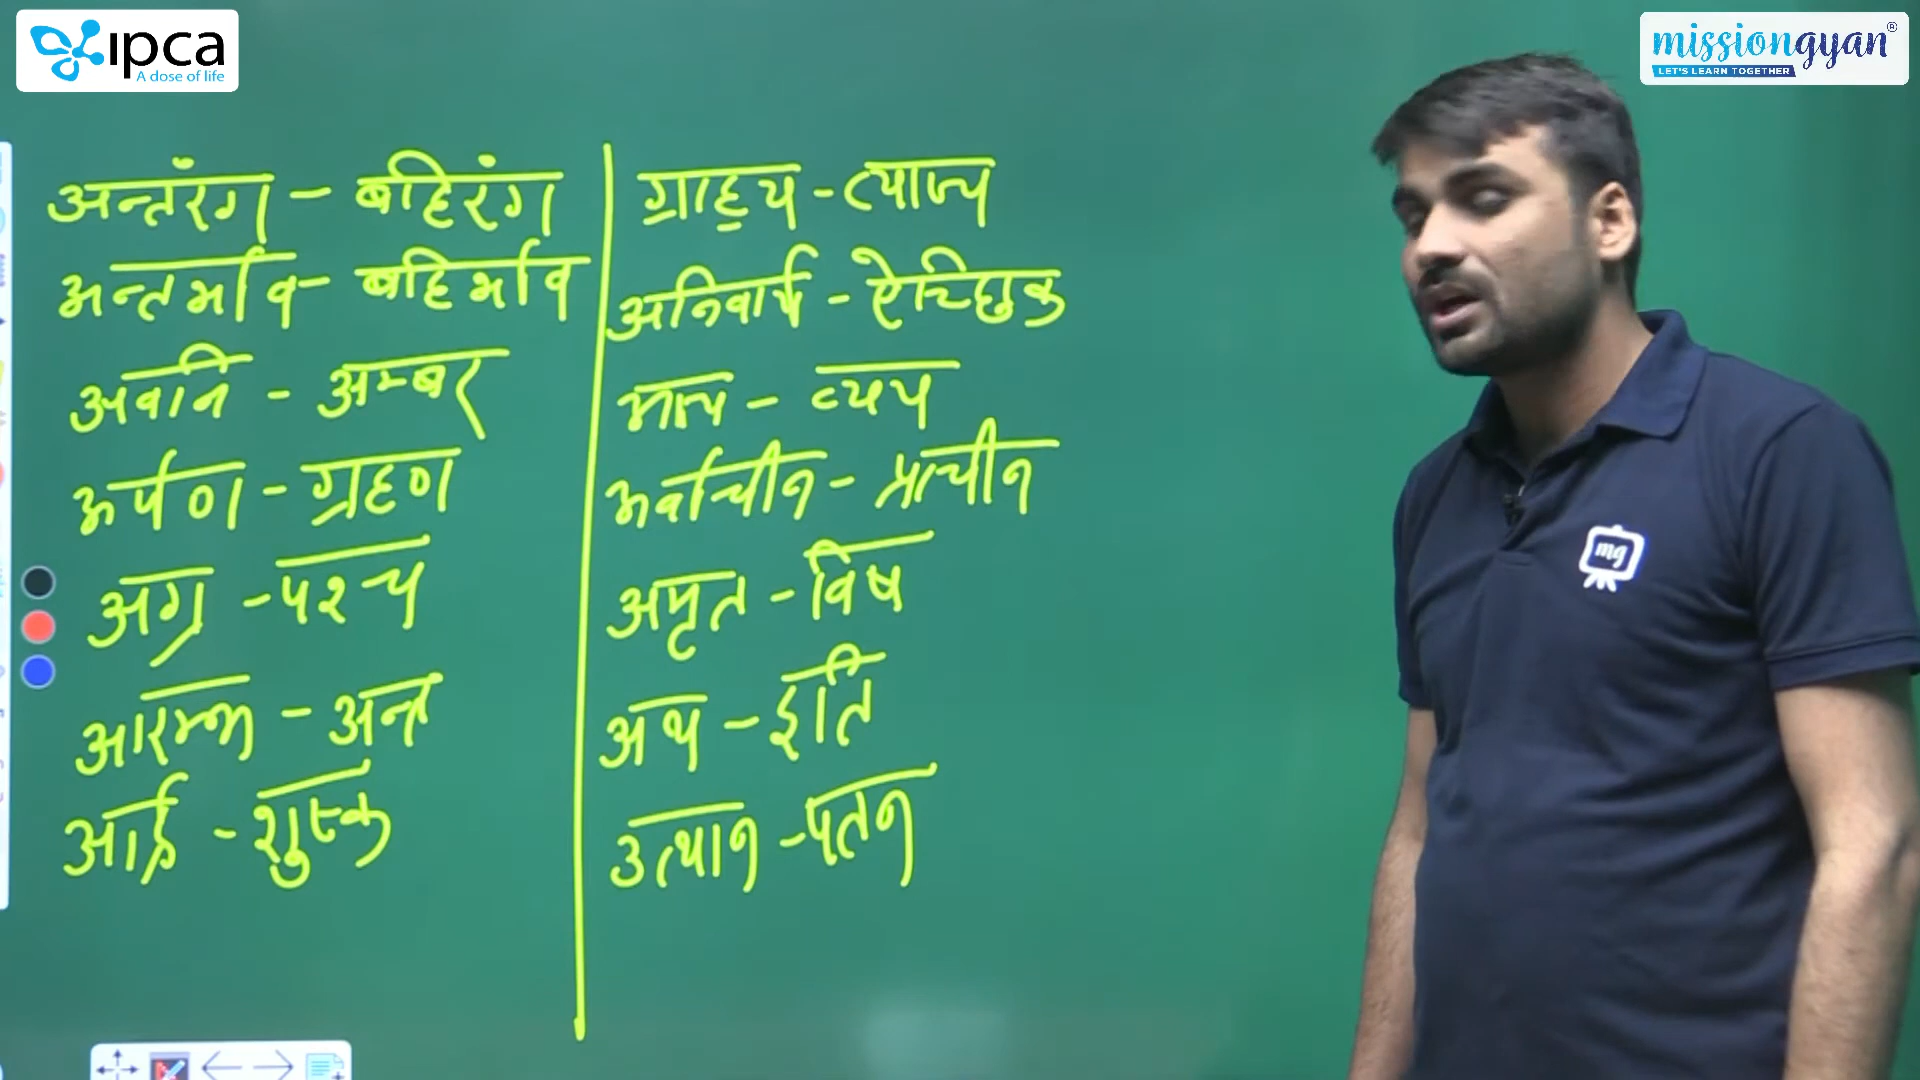 ipca
A dose of life
missiongyan®
LET'S LEARN TOGETHER
अन्तरंग - बहिरंग
अन्तर्भाव - बहिर्भाव
अवनि - अम्बर
अर्पण - ग्रहण
अग्र - पश्च
आरम्भ - अन्त
आर्द्र - शुष्क
ग्राह्य - त्याज्य
अनिवार्य - ऐच्छिक
आय - व्यय
अर्वाचीन - प्राचीन
अमृत - विष
अथ - इति
उत्थान - पतन
mg